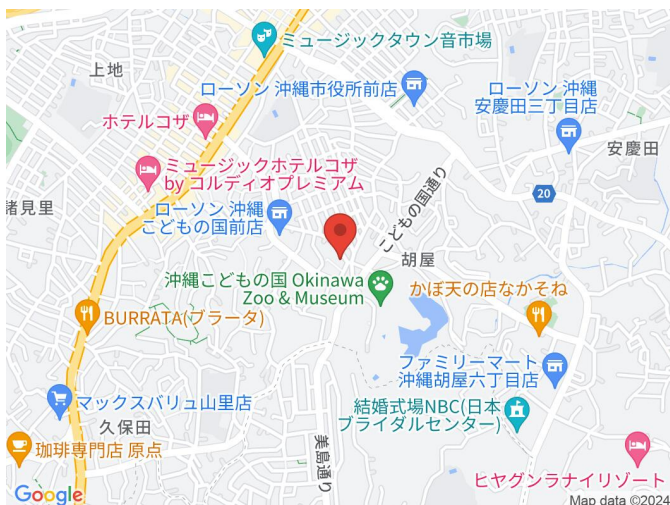 ミュージックタウン音市場
上地
ローソン 沖縄市役所前店
ローソン 沖縄
安慶田三丁目店
ホテルコザ
安慶田
ミュージックホテルコザ
by コルディオプレミアム
諸見里
20
ローソン 沖縄
こどもの国前店
こどもの国通り
胡屋
沖縄こどもの国 Okinawa
Zoo & Museum
かぼ天の店なかそね
BURRATA(ブラータ)
ファミリーマート
沖縄胡屋六丁目店
マックスバリュ山里店
結婚式場NBC(日本
ブライダルセンター)
久保田
美島通り
珈琲専門店 原点
ヒヤグンラナイリゾート
Google
Map data ©2024